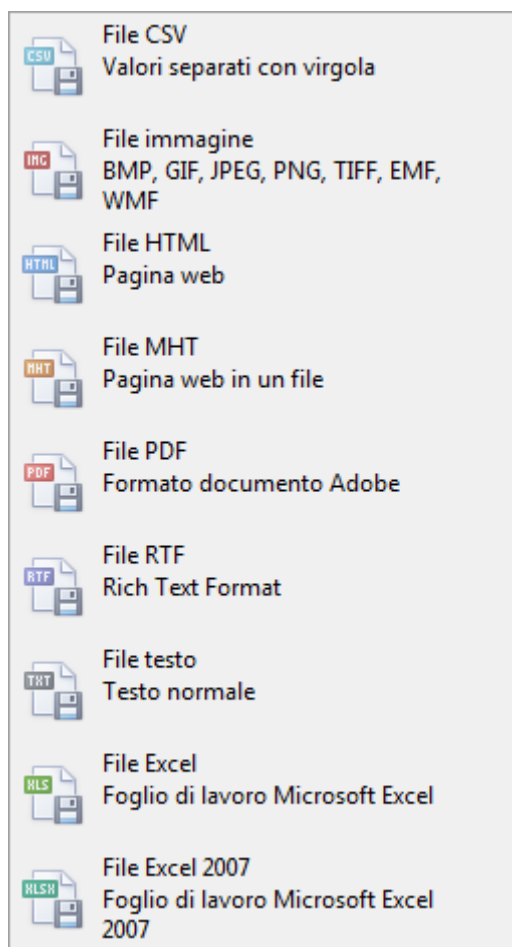 File CSV
CSV
Valori separati con virgola
File immagine
IMG
BMP, GIF, JPEG, PNG, TIFF, EMF,
WMF
File HTML
HTML
Pagina web
File MHT
MHT
Pagina web in un file
File PDF
PDF
Formato documento Adobe
File RTF
RTF
Rich Text Format
File testo
TXT
Testo normale
File Excel
XLS
Foglio di lavoro Microsoft Excel
File Excel 2007
XLSX
Foglio di lavoro Microsoft Excel
2007